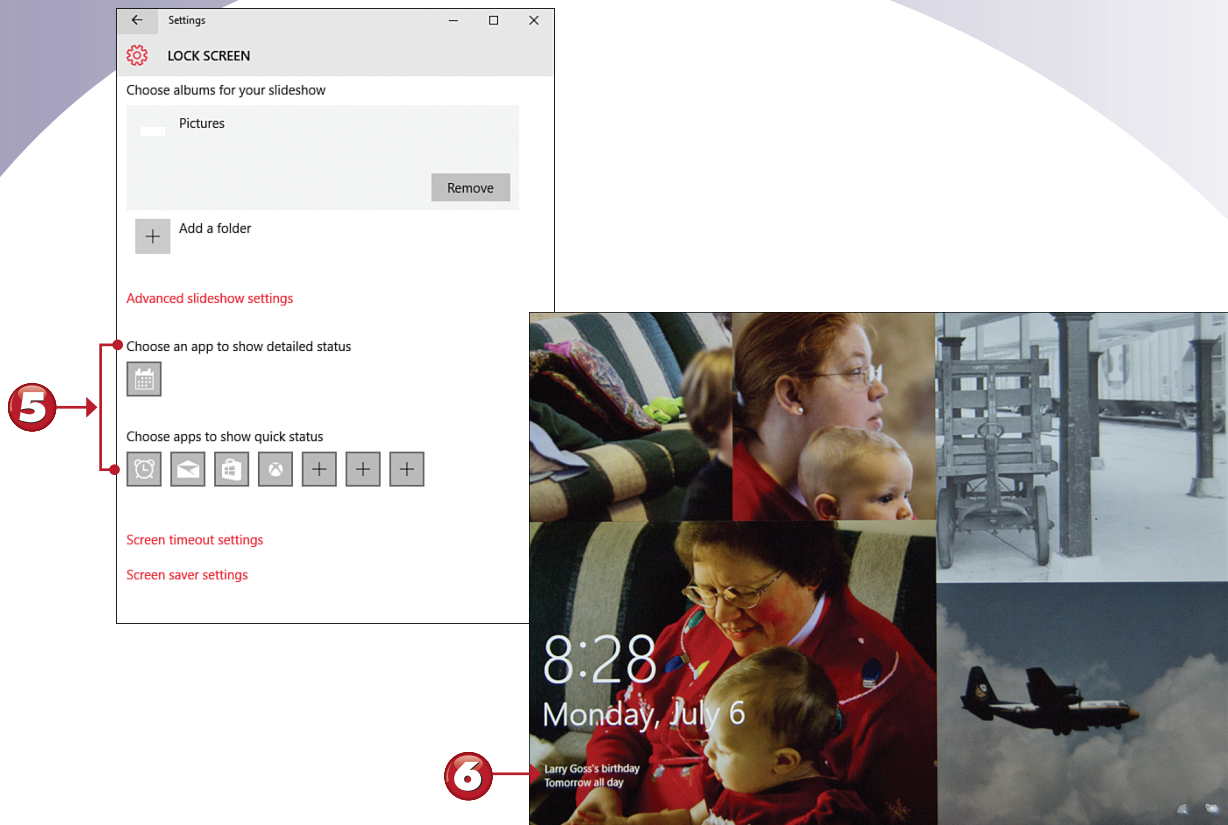 Settings
LOCK SCREEN
Choose albums for your slideshow
Pictures
Remove
Add a folder
Advanced slideshow settings
Choose an app to show detailed status
5
Choose apps to show quick status
Screen timeout settings
Screen saver settings
8:28
Monday, July 6
6
Larry Goss's birthday
Tomorrow all day